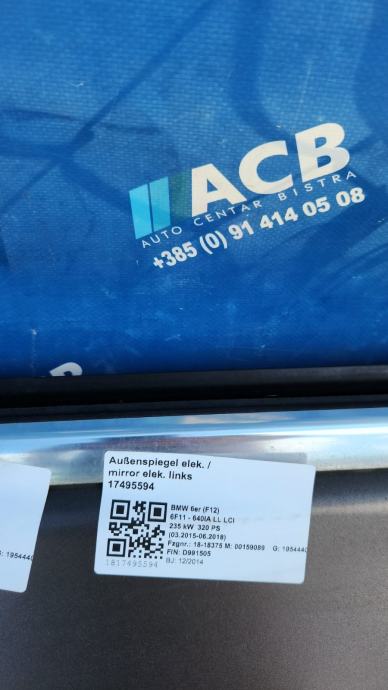 ACB
AUTO CENTAR BISTRA
+385 (0) 91 414 05 08
Außenspiegel elek. /
mirror elek. links
17495594
BMW 6er (F12)
6F11 - 640iA LL LCI
235 kW 320 PS
(03.2015-06.2018)
Fzgnr.: 18-18375 M: 00159089 G: 1954440
FIN: D991505
BJ: 12/2014
1817495594